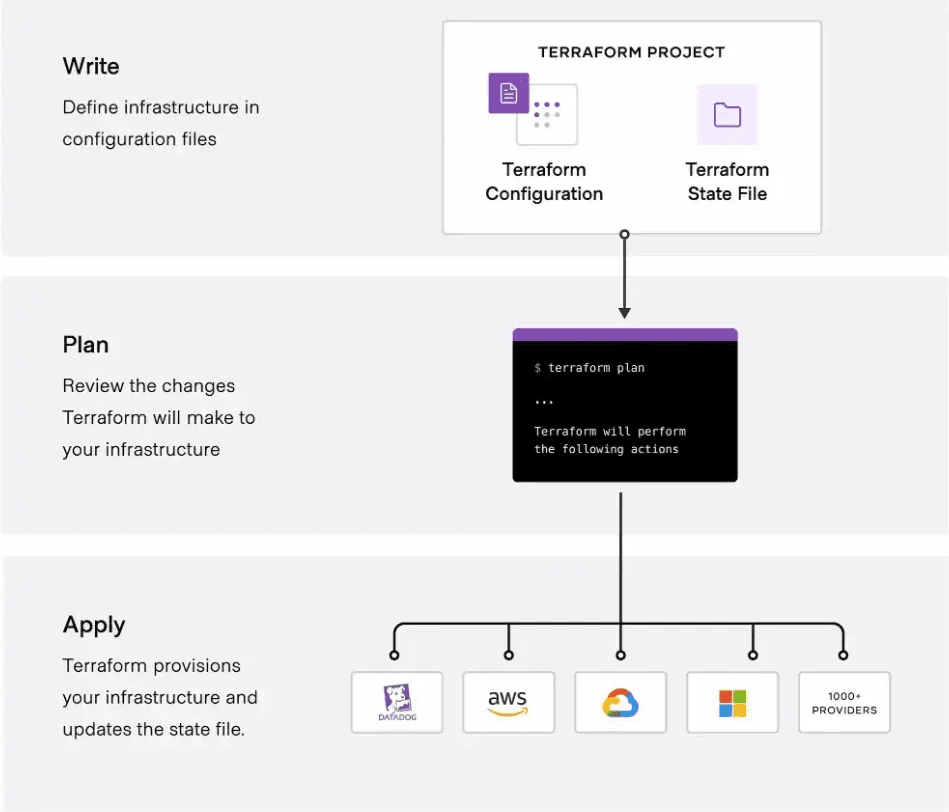 Write
Define infrastructure in
configuration files
TERRAFORM PROJECT
Terraform
Configuration
Terraform
State File
Plan
Review the changes
Terraform will make to
your infrastructure
$ terraform plan
...
Terraform will perform
the following actions
Apply
Terraform provisions
your infrastructure and
updates the state file.
DATADOG
aws
1000+
PROVIDERS